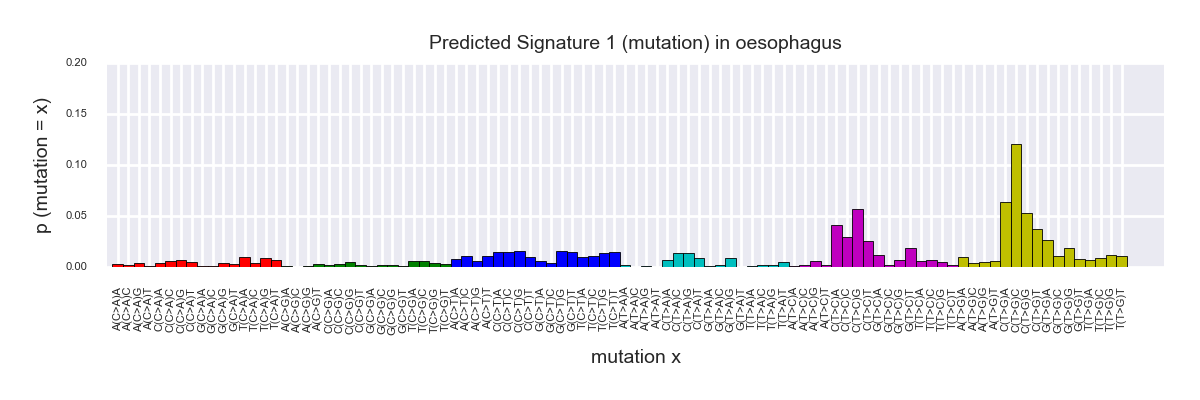 Predicted Signature 1 (mutation) in oesophagus
p (mutation = x)
0.20
0.15
0.10
0.05
0.00
A(C>A)A
A(C>A)C
A(C>A)G
A(C>A)T
C(C>A)A
C(C>A)C
C(C>A)G
C(C>A)T
G(C>A)A
G(C>A)C
G(C>A)G
G(C>A)T
T(C>A)A
T(C>A)C
T(C>A)G
T(C>A)T
A(C>G)A
A(C>G)C
A(C>G)G
A(C>G)T
C(C>G)A
C(C>G)C
C(C>G)G
C(C>G)T
G(C>G)A
G(C>G)C
G(C>G)G
G(C>G)T
T(C>G)A
T(C>G)C
T(C>G)G
T(C>G)T
A(C>T)A
A(C>T)C
A(C>T)G
A(C>T)T
C(C>T)A
C(C>T)C
C(C>T)G
C(C>T)T
G(C>T)A
G(C>T)C
G(C>T)G
G(C>T)T
T(C>T)A
T(C>T)C
T(C>T)G
T(C>T)T
A(T>A)A
A(T>A)C
A(T>A)G
A(T>A)T
C(T>A)A
C(T>A)C
C(T>A)G
C(T>A)T
G(T>A)A
G(T>A)C
G(T>A)G
G(T>A)T
T(T>A)A
T(T>A)C
T(T>A)G
T(T>A)T
A(T>C)A
A(T>C)C
A(T>C)G
A(T>C)T
C(T>C)A
C(T>C)C
C(T>C)G
C(T>C)T
G(T>C)A
G(T>C)C
G(T>C)G
G(T>C)T
T(T>C)A
T(T>C)C
T(T>C)G
T(T>C)T
A(T>G)A
A(T>G)C
A(T>G)G
A(T>G)T
C(T>G)A
C(T>G)C
C(T>G)G
C(T>G)T
G(T>G)A
G(T>G)C
G(T>G)G
G(T>G)T
T(T>G)A
T(T>G)C
T(T>G)G
T(T>G)T
mutation x